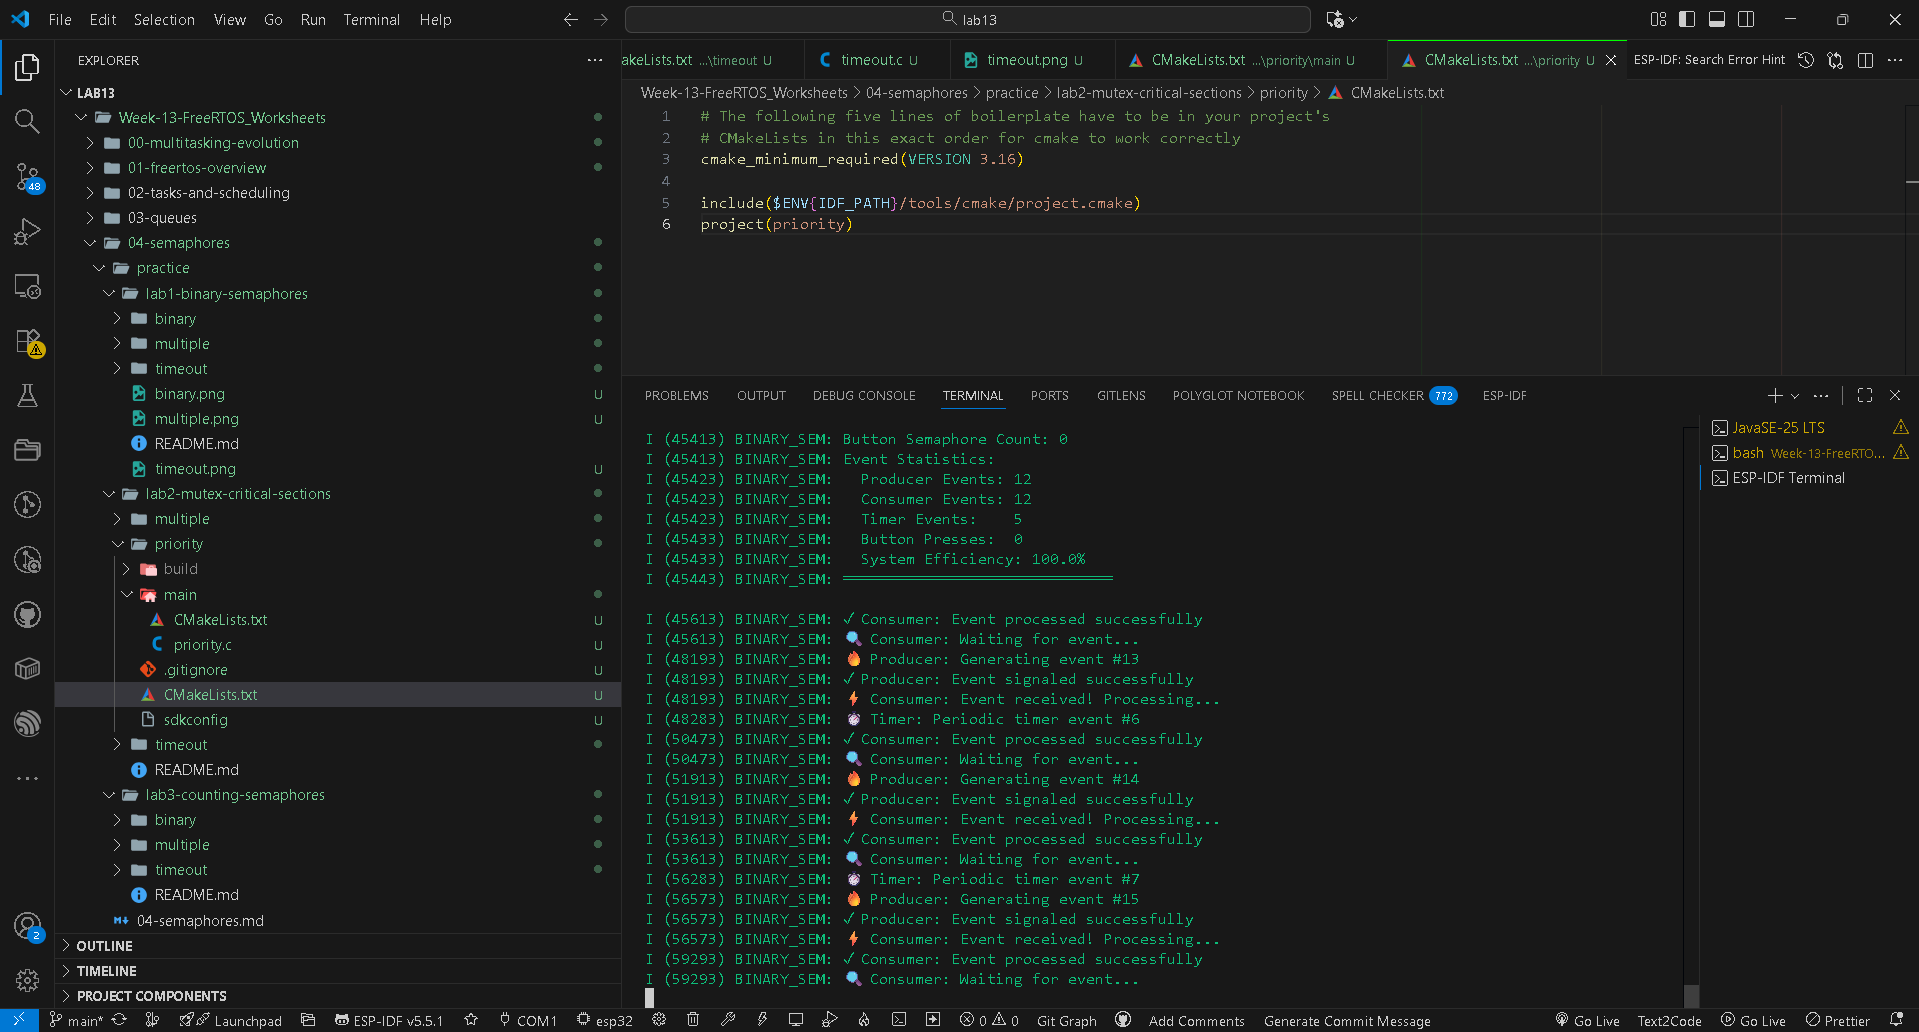 File Edit Selection View Go Run Terminal Help
lab13
EXPLORER
LAB13
Week-13-FreeRTOS_Worksheets
00-multitasking-evolution
01-freertos-overview
02-tasks-and-scheduling
03-queues
04-semaphores
practice
lab1-binary-semaphores
binary
multiple
timeout
binary.png U
multiple.png U
README.md
timeout.png U
lab2-mutex-critical-sections
multiple
priority
build
main
CMakeLists.txt U
priority.c U
.gitignore U
CMakeLists.txt U
sdkconfig U
timeout
README.md
lab3-counting-semaphores
binary
multiple
timeout
README.md
04-semaphores.md
OUTLINE
TIMELINE
PROJECT COMPONENTS
48
2
akeLists.txt ...\timeout U
timeout.c U
timeout.png U
CMakeLists.txt ...\priority\main U
CMakeLists.txt ...\priority U
ESP-IDF: Search Error Hint
Week-13-FreeRTOS_Worksheets > 04-semaphores > practice > lab2-mutex-critical-sections > priority > CMakeLists.txt
1 # The following five lines of boilerplate have to be in your project's
2 # CMakeLists in this exact order for cmake to work correctly
3 cmake_minimum_required(VERSION 3.16)
4
5 include($ENV{IDF_PATH}/tools/cmake/project.cmake)
6 project(priority)
PROBLEMS OUTPUT DEBUG CONSOLE TERMINAL PORTS GITLENS POLYGLOT NOTEBOOK SPELL CHECKER 772 ESP-IDF
I (45413) BINARY_SEM: Button Semaphore Count: 0
I (45413) BINARY_SEM: Event Statistics:
I (45423) BINARY_SEM:   Producer Events: 12
I (45423) BINARY_SEM:   Consumer Events: 12
I (45423) BINARY_SEM:   Timer Events:    5
I (45433) BINARY_SEM:   Button Presses:  0
I (45433) BINARY_SEM:   System Efficiency: 100.0%
I (45443) BINARY_SEM: ══════════════════════════════
I (45613) BINARY_SEM: ✓ Consumer: Event processed successfully
I (45613) BINARY_SEM: 🔍 Consumer: Waiting for event...
I (48193) BINARY_SEM: 🔥 Producer: Generating event #13
I (48193) BINARY_SEM: ✓ Producer: Event signaled successfully
I (48193) BINARY_SEM: ⚡ Consumer: Event received! Processing...
I (48283) BINARY_SEM: ⏰ Timer: Periodic timer event #6
I (50473) BINARY_SEM: ✓ Consumer: Event processed successfully
I (50473) BINARY_SEM: 🔍 Consumer: Waiting for event...
I (51913) BINARY_SEM: 🔥 Producer: Generating event #14
I (51913) BINARY_SEM: ✓ Producer: Event signaled successfully
I (51913) BINARY_SEM: ⚡ Consumer: Event received! Processing...
I (53613) BINARY_SEM: ✓ Consumer: Event processed successfully
I (53613) BINARY_SEM: 🔍 Consumer: Waiting for event...
I (56283) BINARY_SEM: ⏰ Timer: Periodic timer event #7
I (56573) BINARY_SEM: 🔥 Producer: Generating event #15
I (56573) BINARY_SEM: ✓ Producer: Event signaled successfully
I (56573) BINARY_SEM: ⚡ Consumer: Event received! Processing...
I (59293) BINARY_SEM: ✓ Consumer: Event processed successfully
I (59293) BINARY_SEM: 🔍 Consumer: Waiting for event...
JavaSE-25 LTS
bash Week-13-FreeRTO...
ESP-IDF Terminal
main* Launchpad ESP-IDF v5.5.1 COM1 esp32 0 0 Git Graph Add Comments Generate Commit Message Go Live Text2Code Go Live Prettier